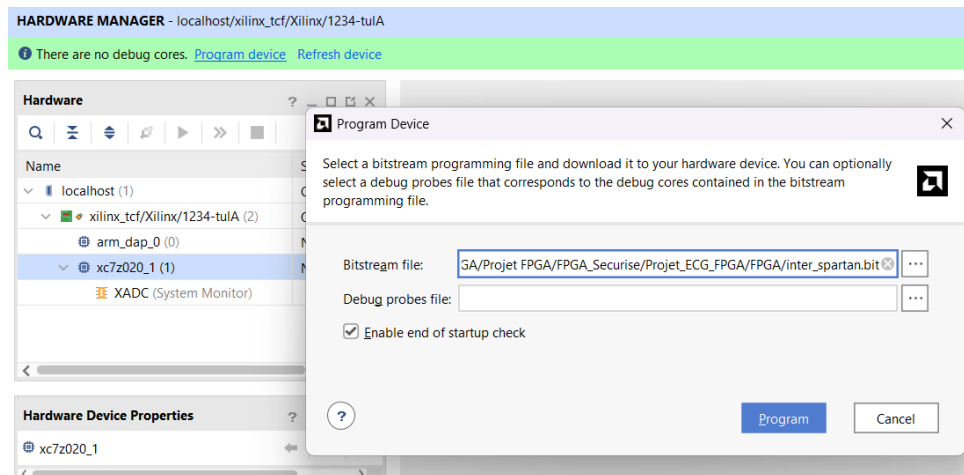 HARDWARE MANAGER - localhost/xilinx_tcf/Xilinx/1234-tulA
There are no debug cores. Program device Refresh device
Hardware
Name
localhost (1)
xilinx_tcf/Xilinx/1234-tulA (2)
arm_dap_0 (0)
xc7z020_1 (1)
XADC (System Monitor)
Hardware Device Properties
xc7z020_1
Program Device
Select a bitstream programming file and download it to your hardware device. You can optionally
select a debug probes file that corresponds to the debug cores contained in the bitstream
programming file.
Bitstream file: GA/Projet FPGA/FPGA_Securise/Projet_ECG_FPGA/FPGA/inter_spartan.bit
Debug probes file:
Enable end of startup check
Program
Cancel